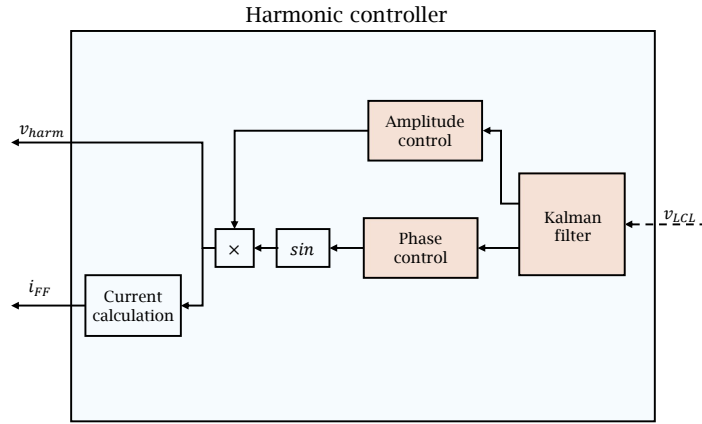 Harmonic controller
Amplitude
control
v_harm
v_LCL
Kalman
filter
Phase
control
×
sin
i_FF
Current
calculation